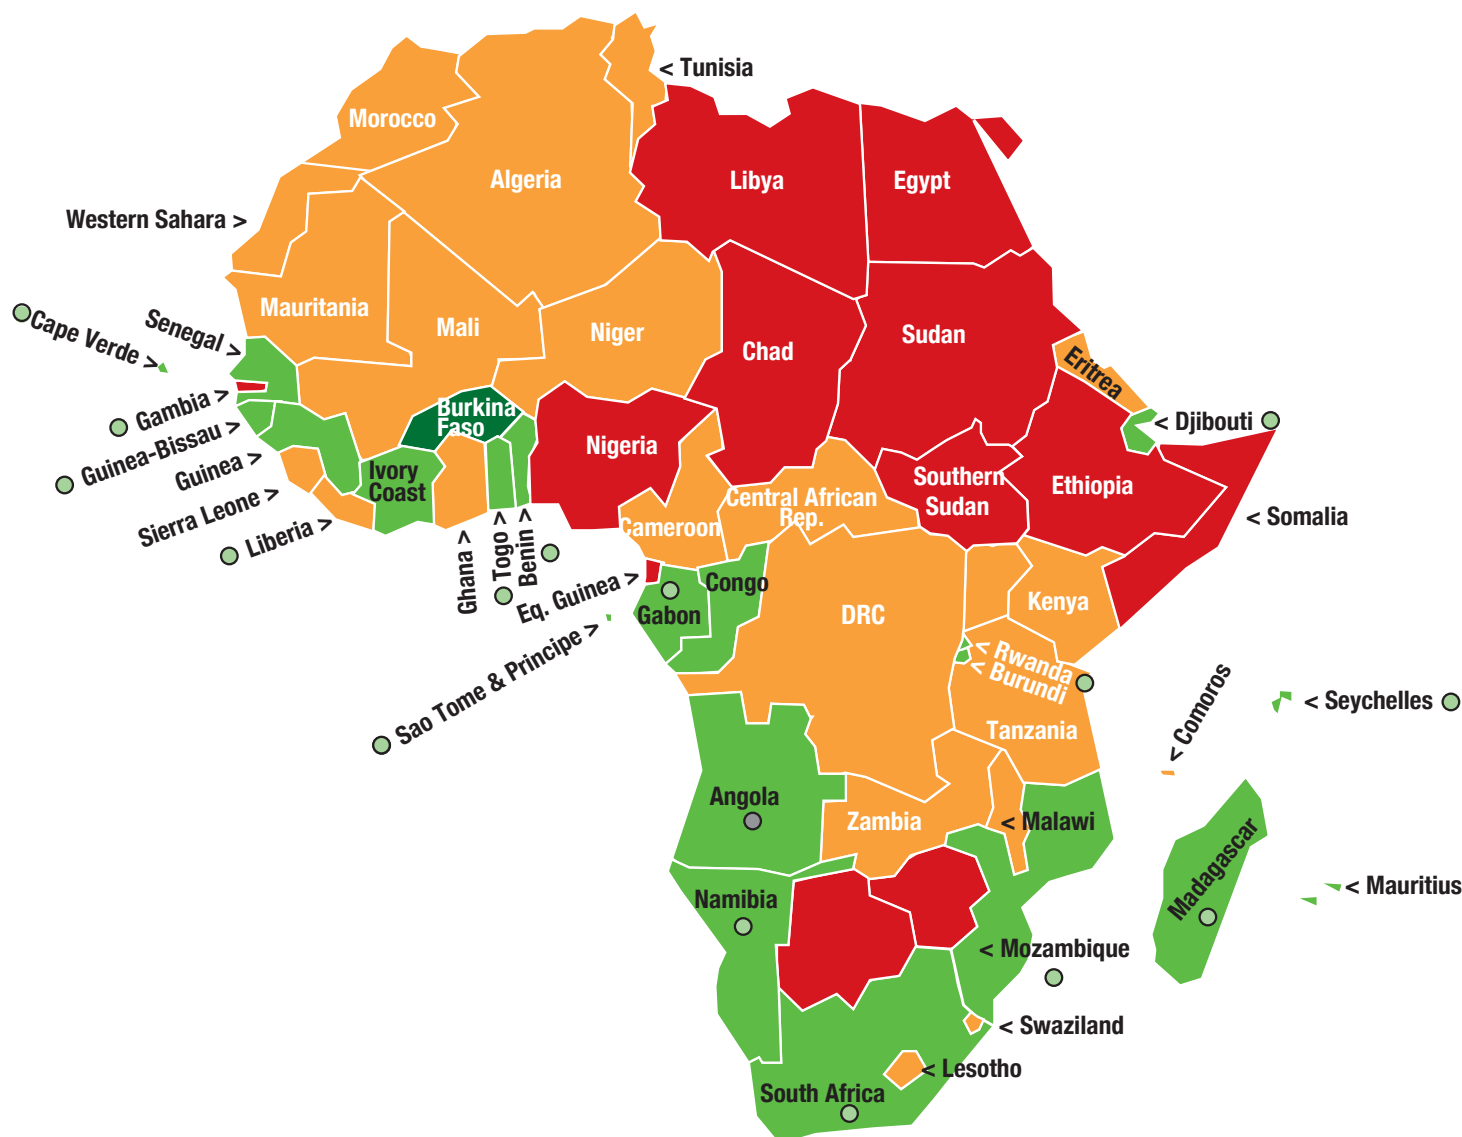 < Tunisia
Morocco
Algeria
Libya
Egypt
Western Sahara >
Mauritania
Mali
Niger
Chad
Sudan
Eritrea
Senegal >
Cape Verde >
Gambia >
Guinea-Bissau >
Guinea >
Sierra Leone >
Liberia >
Burkina
Faso
Ivory
Coast
Ghana >
Togo >
Benin >
Nigeria
< Djibouti
Southern
Sudan
Ethiopia
< Somalia
Central African
Rep.
Cameroon
Eq. Guinea >
Sao Tome & Principe >
Gabon
Congo
DRC
Kenya
< Rwanda
< Burundi
Tanzania
< Comoros
< Seychelles
Angola
Zambia
< Malawi
Madagascar
< Mauritius
Namibia
< Mozambique
< Swaziland
< Lesotho
South Africa